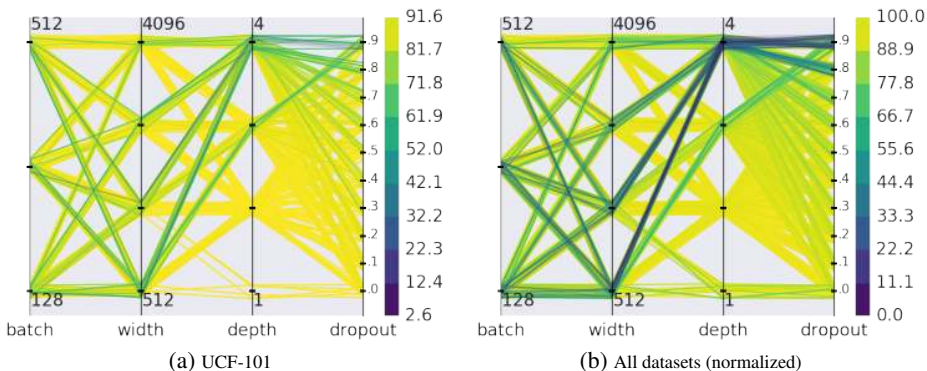 512 4096 4 91.6
.9 81.7
.8 71.8
.7 61.9
.6 52.0
.5 42.1
.4 32.2
.3 22.3
.2 12.4
.1 2.6
.0
128 512 1
batch width depth dropout
(a) UCF-101
512 4096 4 100.0
.9 88.9
.8 77.8
.7 66.7
.6 55.6
.5 44.4
.4 33.3
.3 22.2
.2 11.1
.1 0.0
.0
128 512 1
batch width depth dropout
(b) All datasets (normalized)